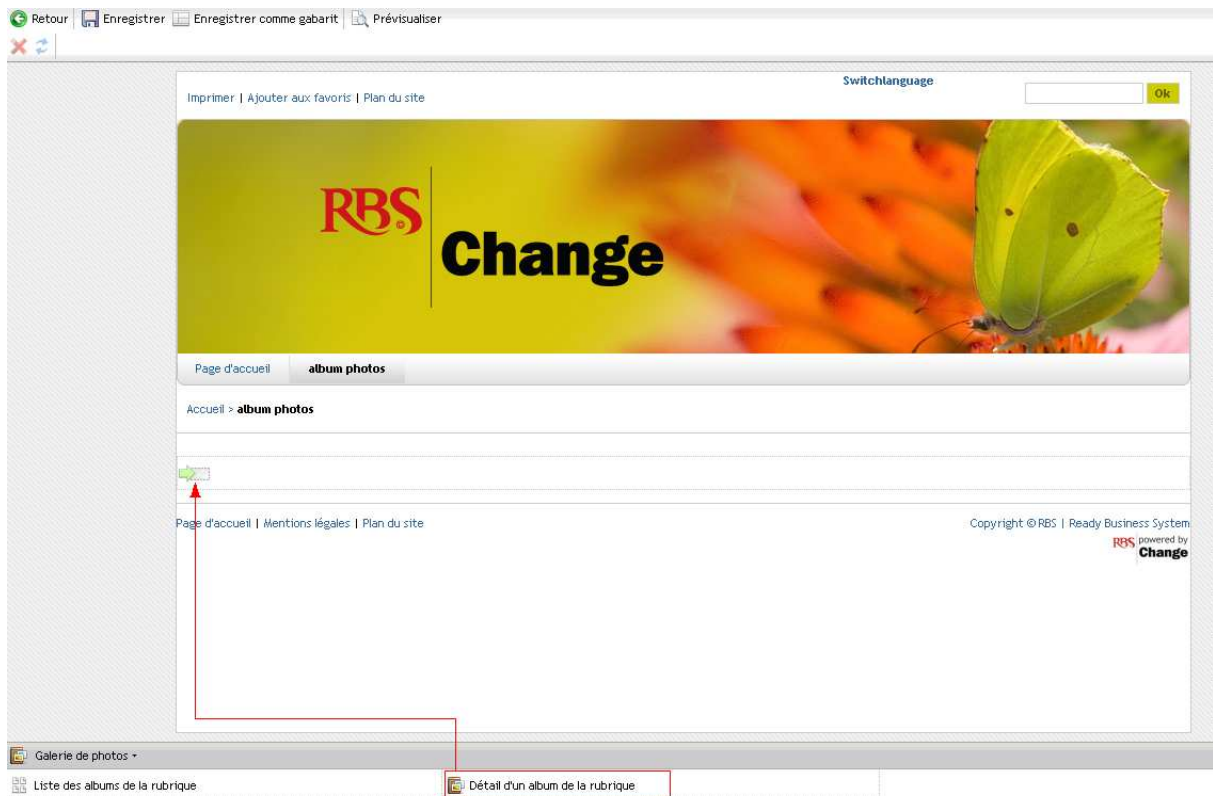 Retour Enregistrer Enregistrer comme gabarit Prévisualiser
Switchlanguage
Imprimer | Ajouter aux favoris | Plan du site Ok
RBS
Change
Page d'accueil album photos
Accueil > album photos
Page d'accueil | Mentions légales | Plan du site Copyright © RBS | Ready Business System
RBS powered by
Change
Galerie de photos
Liste des albums de la rubrique Détail d'un album de la rubrique